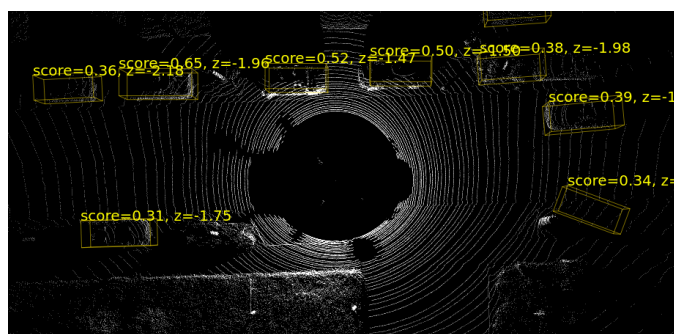 score=0.36, z=-2.18
score=0.65, z=-1.96
score=0.52, z=-1.47
score=0.50, z=-1.50
score=0.38, z=-1.98
score=0.39, z=-1
score=0.34, z=
score=0.31, z=-1.75